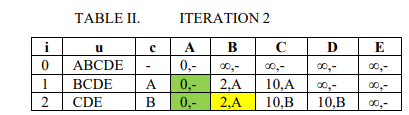 TABLE II. ITERATION 2
i u c A B C D E
0 ABCDE - 0,- ∞,- ∞,- ∞,- ∞,-
1 BCDE A 0,- 2,A 10,A ∞,- ∞,-
2 CDE B 0,- 2,A 10,B 10,B ∞,-